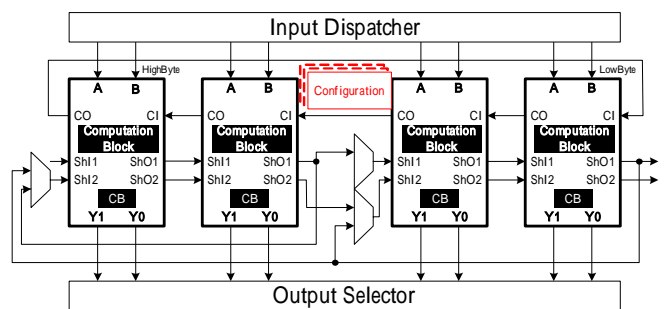 Input Dispatcher
HighByte
LowByte
A B
A B
A B
A B
Configuration
CO CI
CO CI
CO CI
CO CI
Computation
Block
Computation
Block
Computation
Block
Computation
Block
ShI1 ShO1
ShI1 ShO1
ShI1 ShO1
ShI1 ShO1
ShI2 ShO2
ShI2 ShO2
ShI2 ShO2
ShI2 ShO2
CB
CB
CB
CB
Y1 Y0
Y1 Y0
Y1 Y0
Y1 Y0
Output Selector